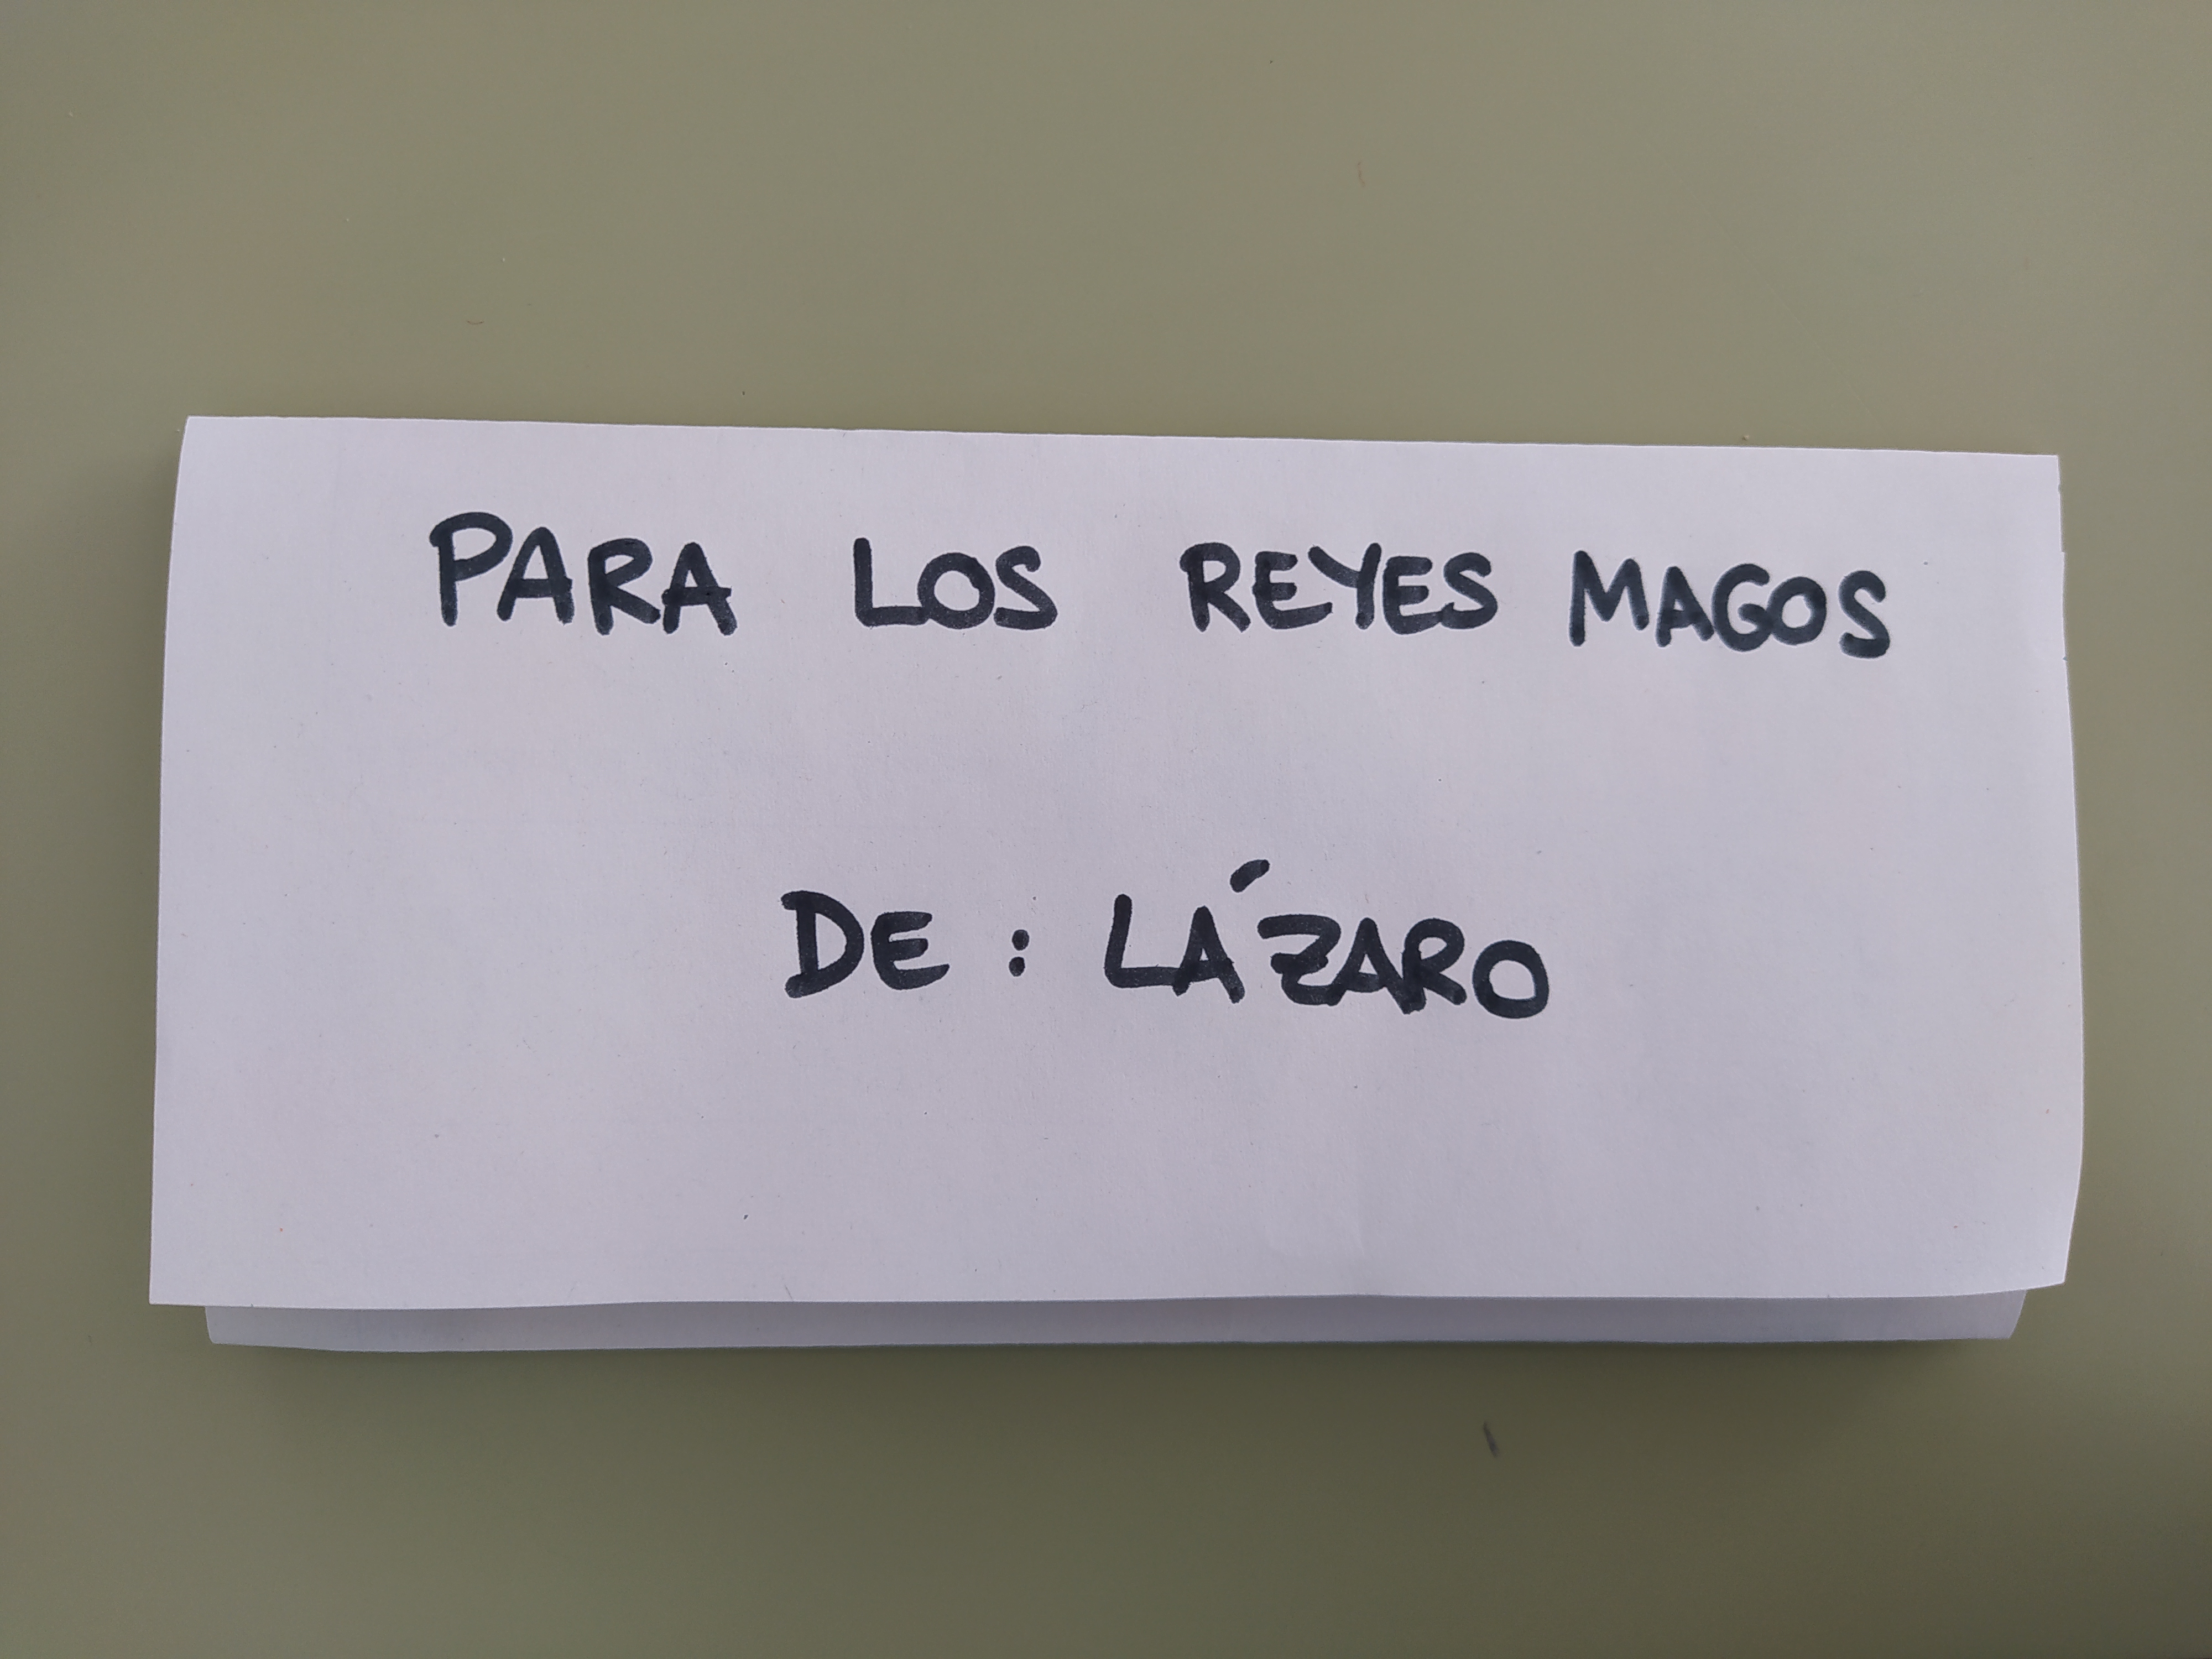 PARA LOS REYES MAGOS
DE : LÁZARO